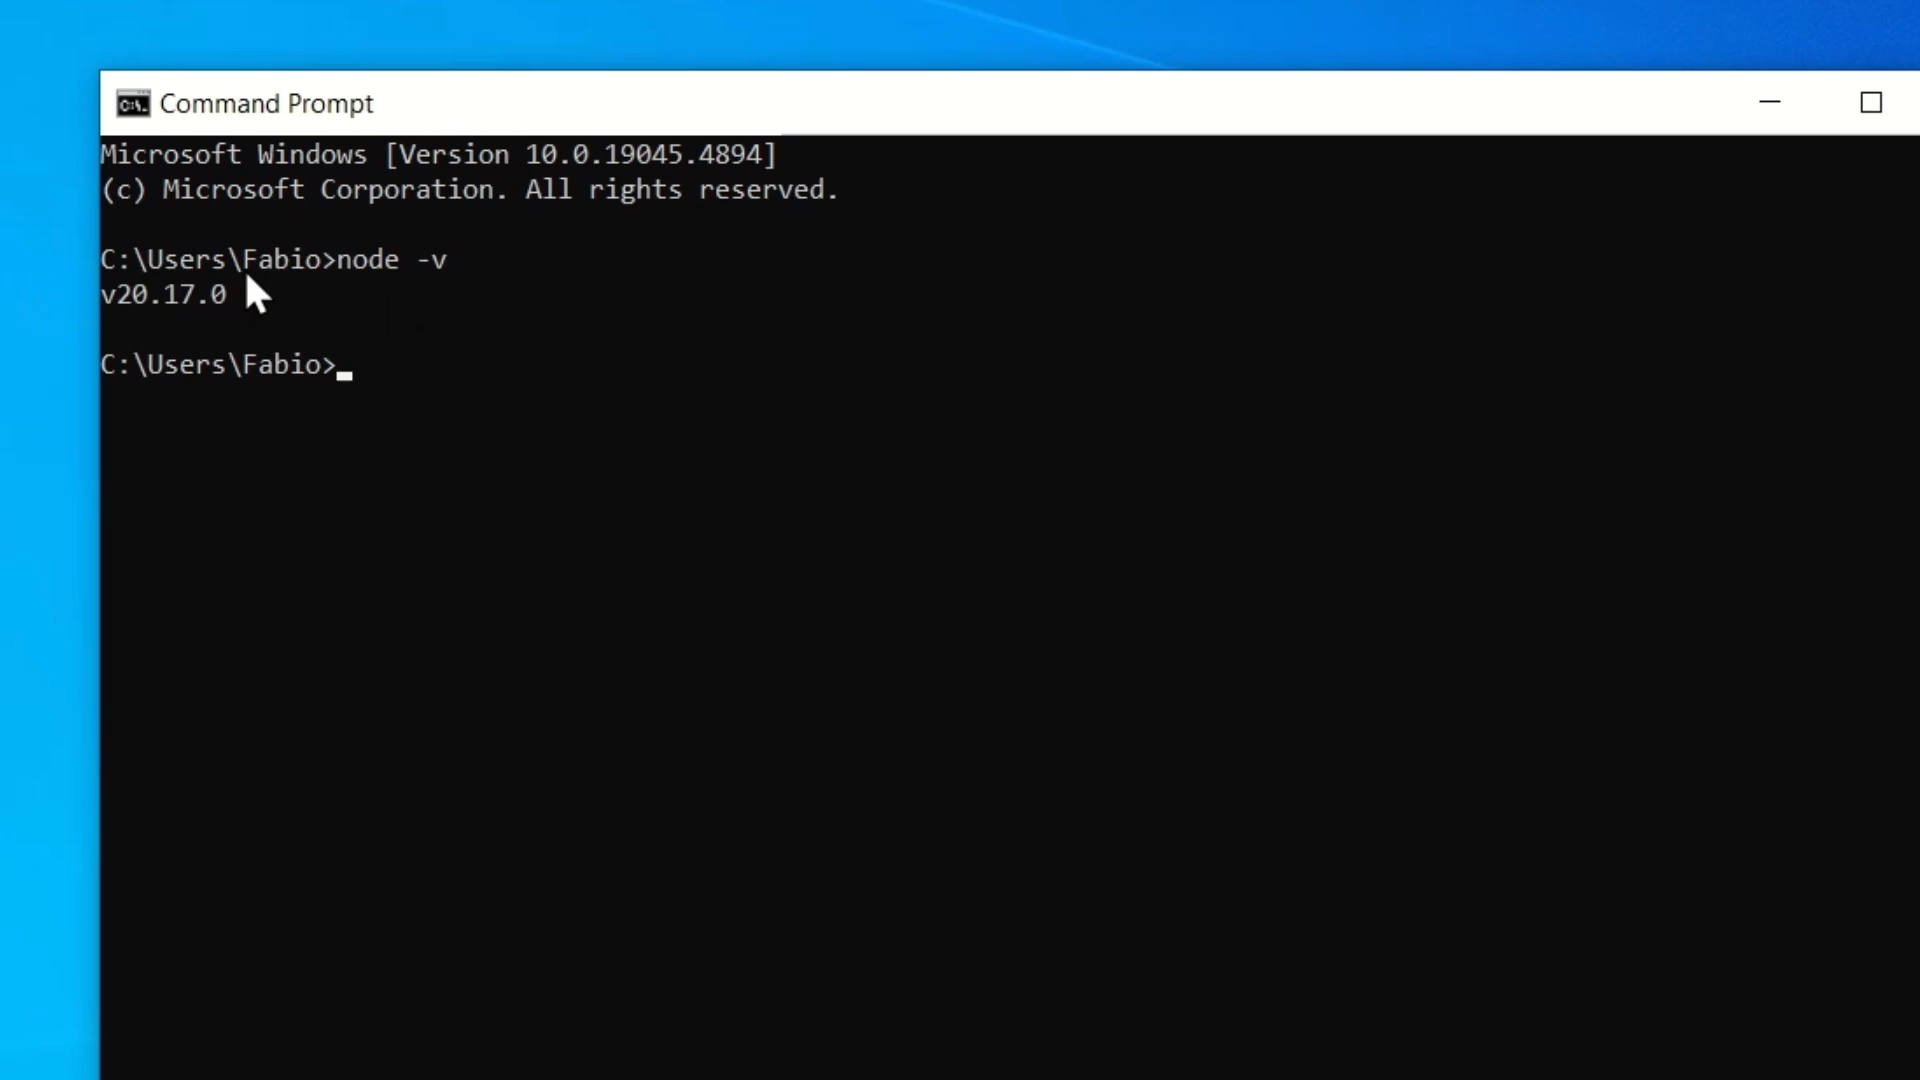 Command Prompt
Microsoft Windows [Version 10.0.19045.4894]
(c) Microsoft Corporation. All rights reserved.
C:\Users\Fabio>node -v
v20.17.0
C:\Users\Fabio>